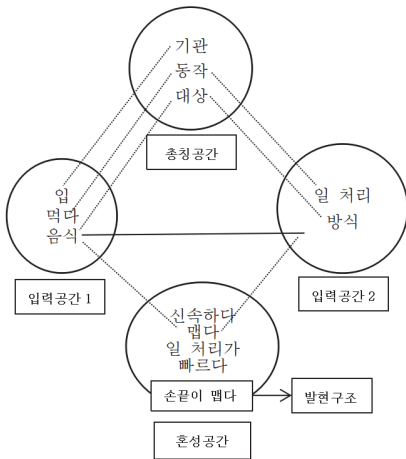 기관
동작
대상
총칭공간
입
먹다
음식
입력공간 1
일 처리
방식
입력공간 2
신속하다
맵다
일 처리가
빠르다
손끝이 맵다
발현구조
혼성공간